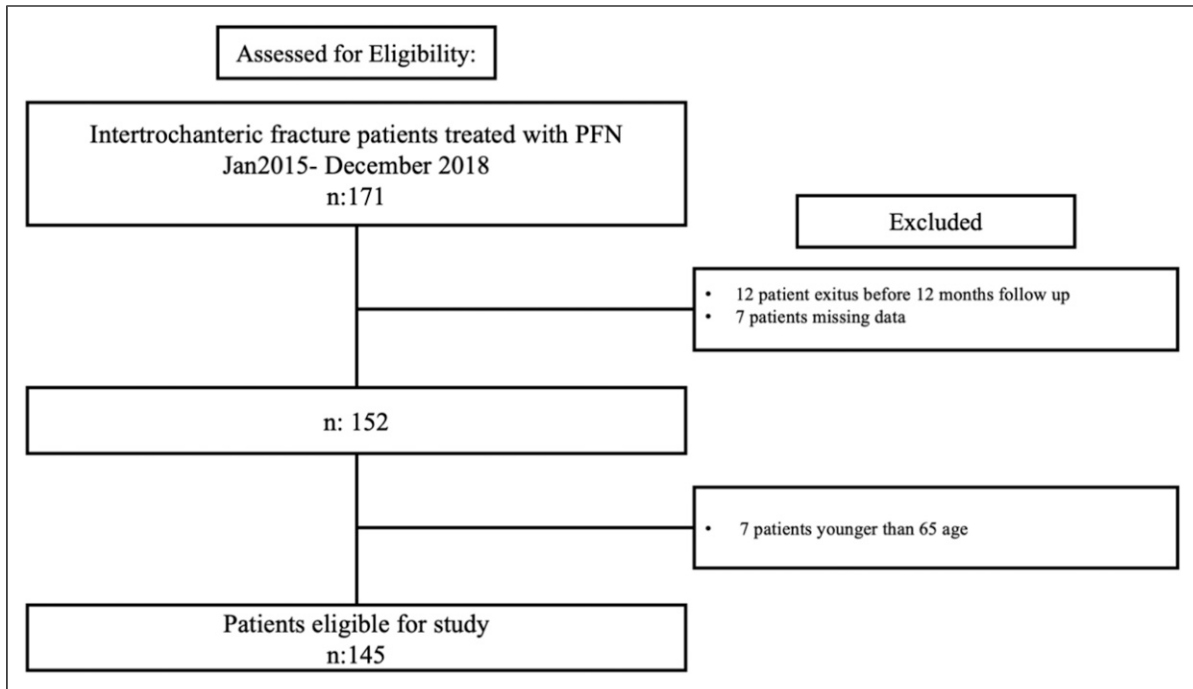 Assessed for Eligibility:
Intertrochanteric fracture patients treated with PFN
Jan2015- December 2018
n:171
Excluded
• 12 patient exitus before 12 months follow up
• 7 patients missing data
n: 152
• 7 patients younger than 65 age
Patients eligible for study
n:145